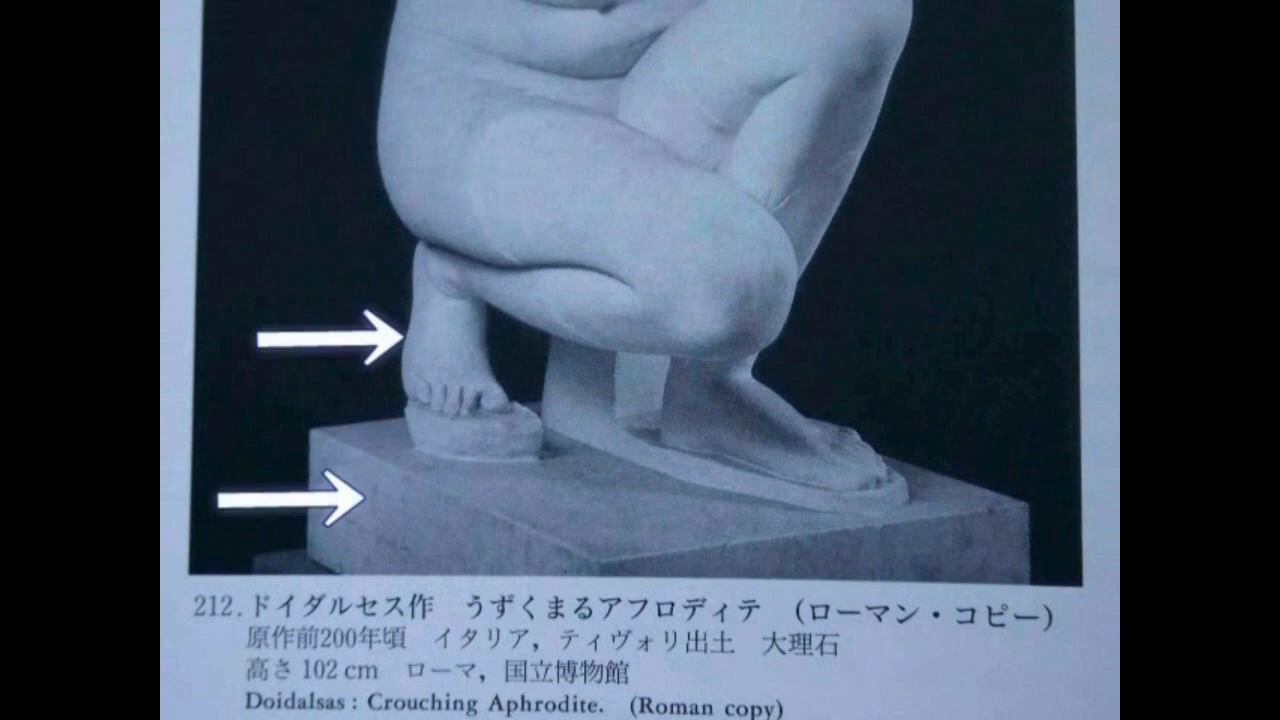 212.ドイダルセス作　うずくまるアフロディテ　（ローマン・コピー）
原作前200年頃　イタリア，ティヴォリ出土　大理石
高さ 102 cm　ローマ，国立博物館
Doidalsas : Crouching Aphrodite.　(Roman copy)